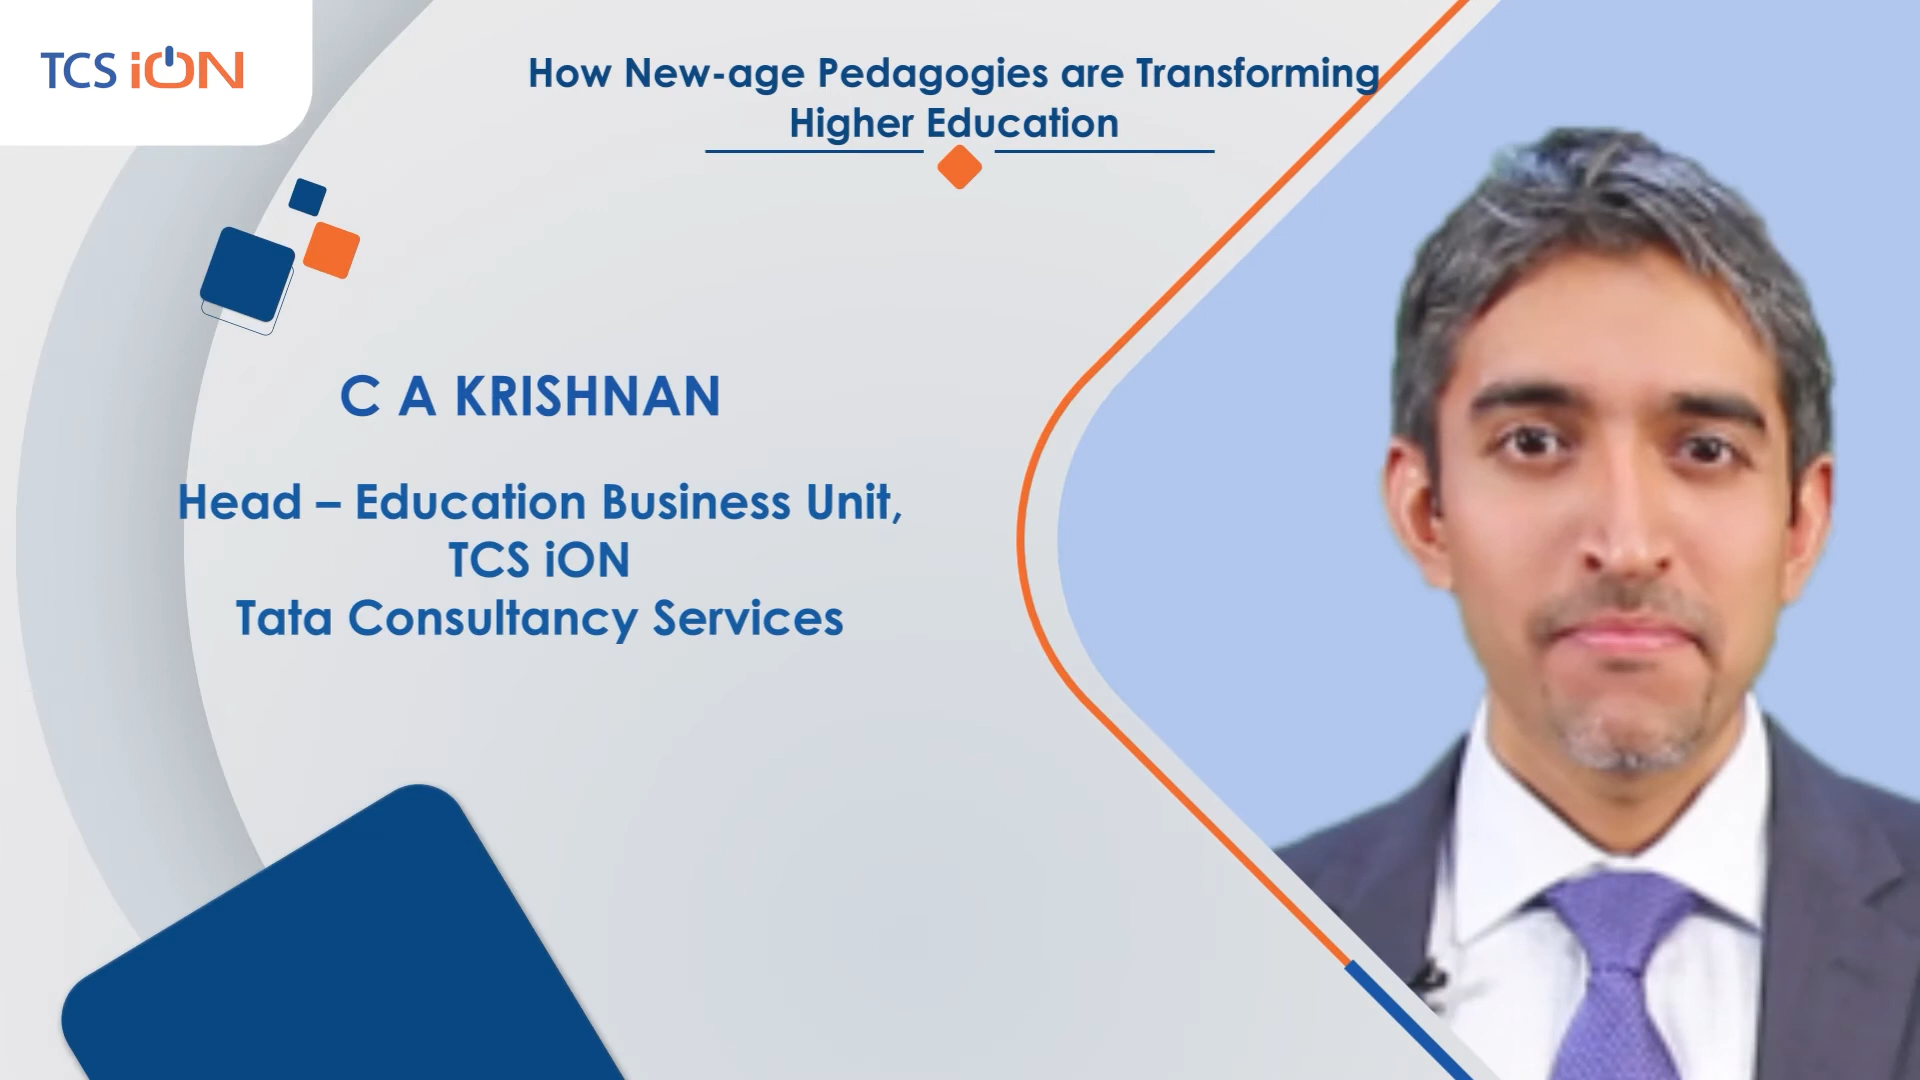 TCS iON
How New-age Pedagogies are Transforming
Higher Education
C A KRISHNAN
Head – Education Business Unit,
TCS iON
Tata Consultancy Services